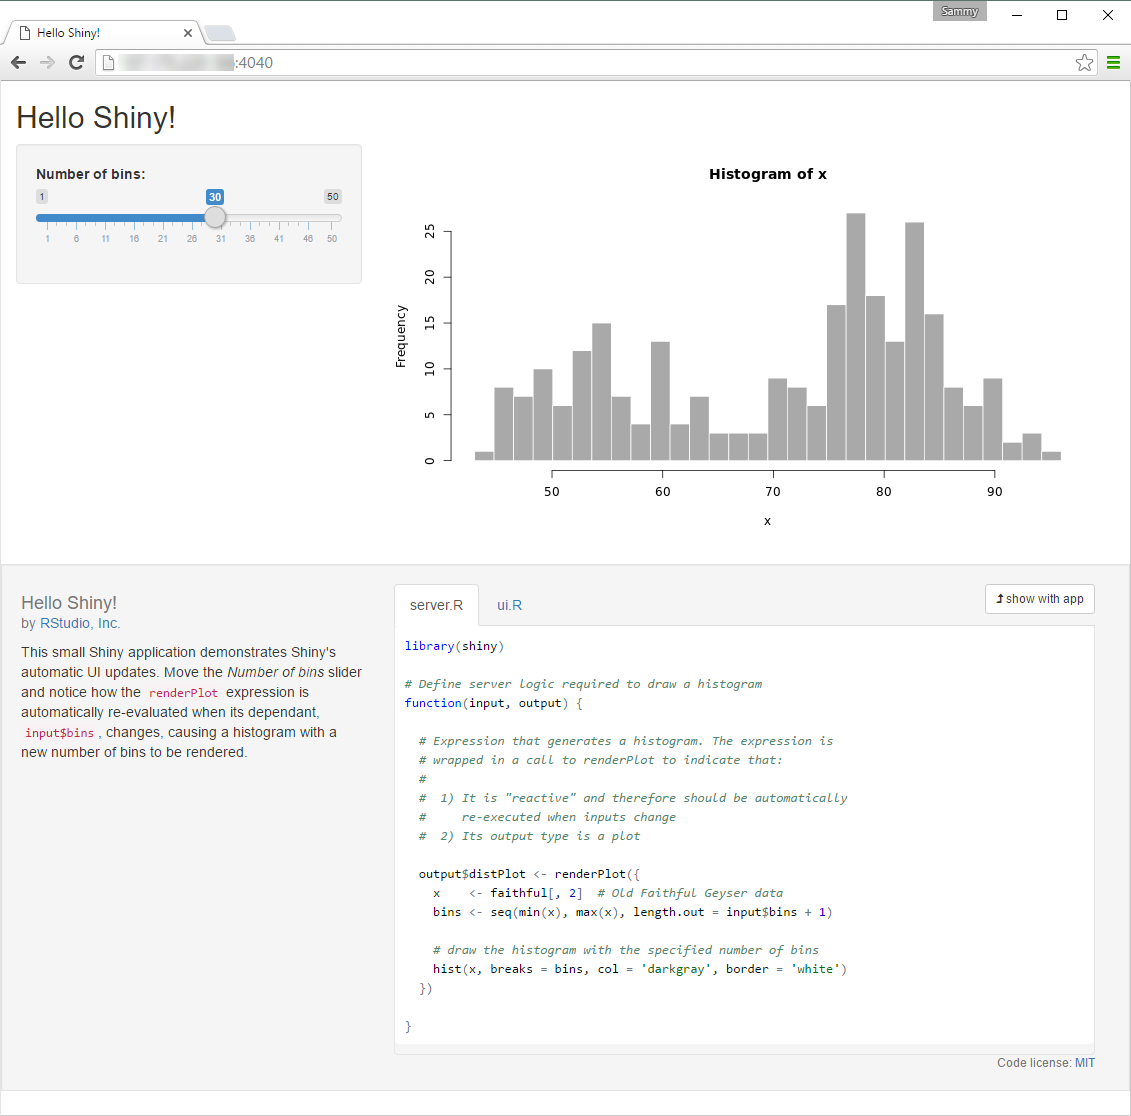 Sammy
Hello Shiny!
:4040
Hello Shiny!
Number of bins:
1 30 50
1 6 11 16 21 26 31 36 41 46 50
Histogram of x
Frequency
25
20
15
10
5
0
50 60 70 80 90
x
Hello Shiny!
by RStudio, Inc.
This small Shiny application demonstrates Shiny's
automatic UI updates. Move the Number of bins slider
and notice how the renderPlot expression is
automatically re-evaluated when its dependant,
input$bins , changes, causing a histogram with a
new number of bins to be rendered.
server.R ui.R
show with app
library(shiny)
# Define server logic required to draw a histogram
function(input, output) {
# Expression that generates a histogram. The expression is
# wrapped in a call to renderPlot to indicate that:
#
# 1) It is "reactive" and therefore should be automatically
# re-executed when inputs change
# 2) Its output type is a plot
output$distPlot <- renderPlot({
x <- faithful[, 2] # Old Faithful Geyser data
bins <- seq(min(x), max(x), length.out = input$bins + 1)
# draw the histogram with the specified number of bins
hist(x, breaks = bins, col = 'darkgray', border = 'white')
})
}
Code license: MIT